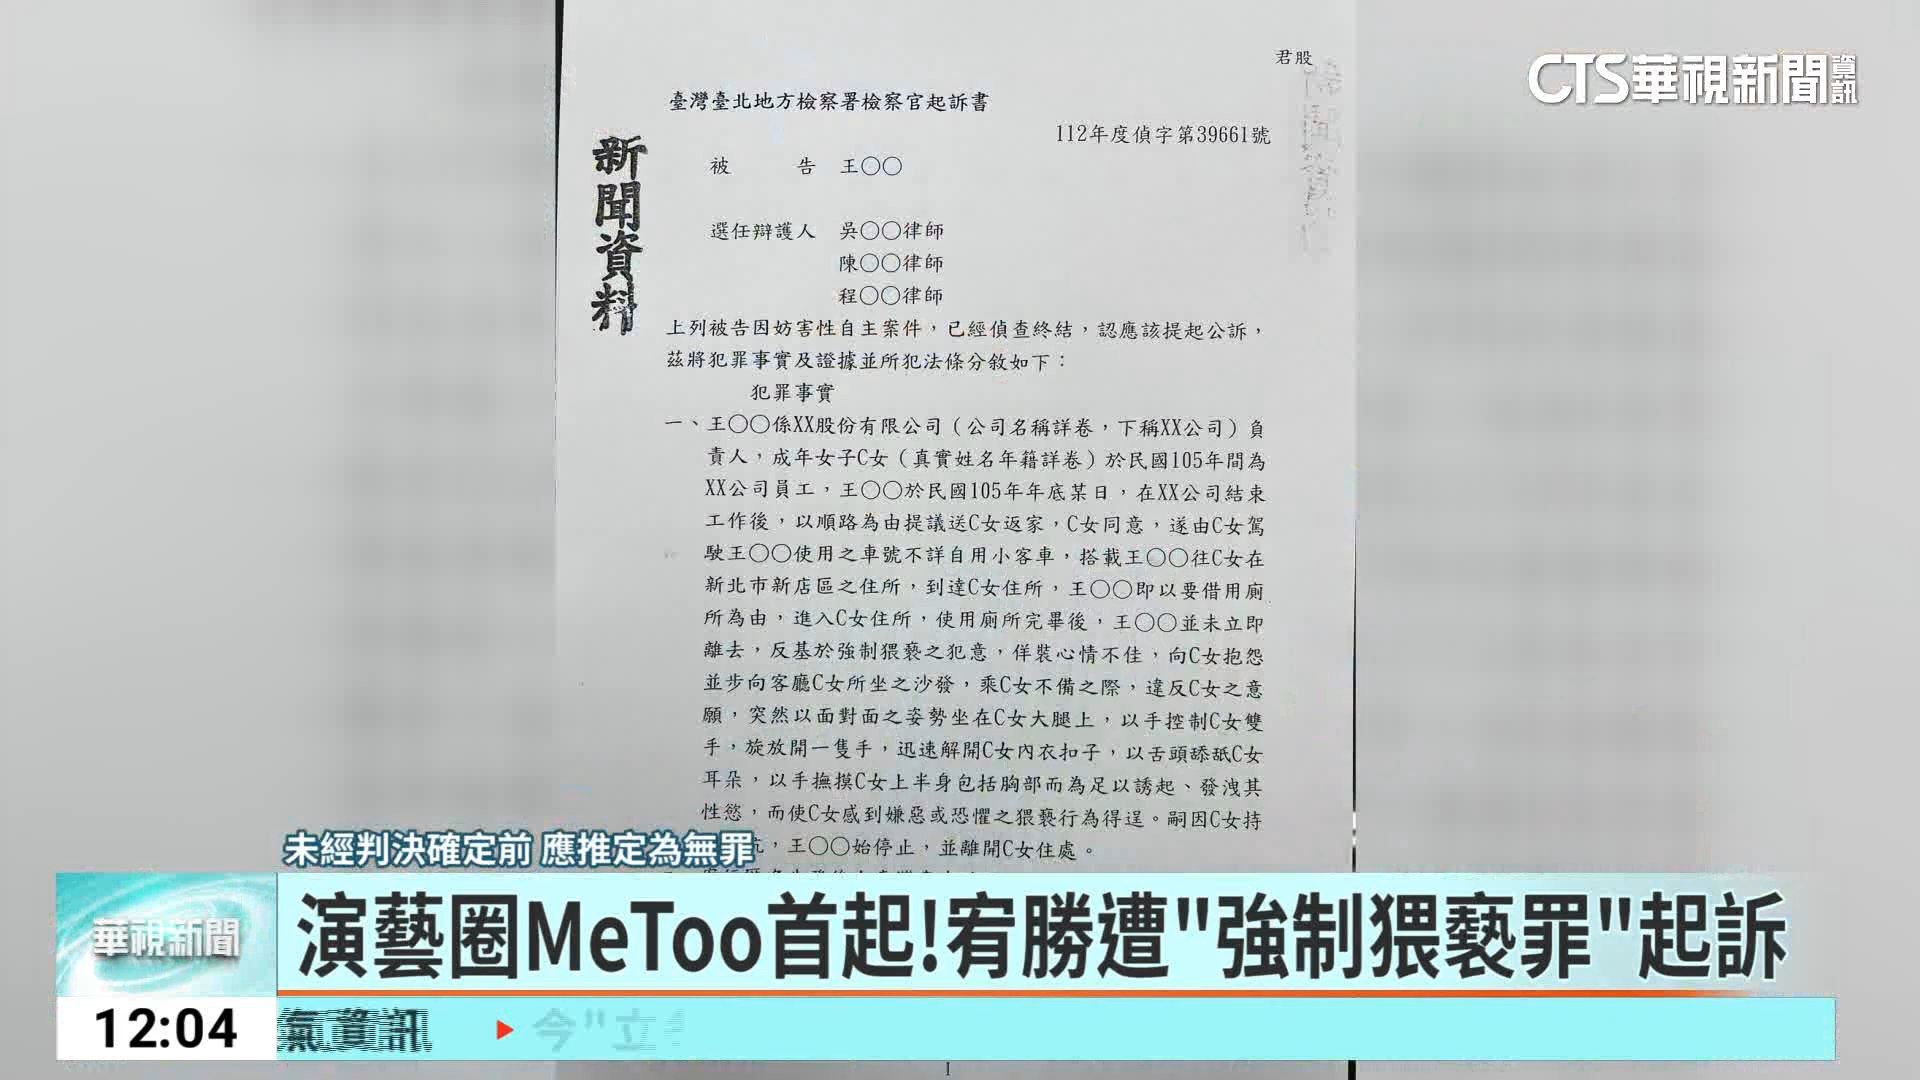 君股
CTS華視新聞資訊
臺灣臺北地方檢察署檢察官起訴書
112年度偵字第39661號
新聞資料
被　　　告　王〇〇
選任辯護人　吳〇〇律師
陳〇〇律師
程〇〇律師
上列被告因妨害性自主案件，已經偵查終結，認應該提起公訴，
茲將犯罪事實及證據並所犯法條分敘如下：
犯罪事實
一、王〇〇係XX股份有限公司（公司名稱詳卷，下稱XX公司）負
責人，成年女子C女（真實姓名年籍詳卷）於民國105年間為
XX公司員工，王〇〇於民國105年年底某日，在XX公司結束
工作後，以順路為由提議送C女返家，C女同意，遂由C女駕
駛王〇〇使用之車號不詳自用小客車，搭載王〇〇往C女在
新北市新店區之住所，到達C女住所，王〇〇即以要借用廁
所為由，進入C女住所，使用廁所完畢後，王〇〇並未立即
離去，反基於強制猥褻之犯意，佯裝心情不佳，向C女抱怨
並步向客廳C女所坐之沙發，乘C女不備之際，違反C女之意
願，突然以面對面之姿勢坐在C女大腿上，以手控制C女雙
手，旋放開一隻手，迅速解開C女內衣扣子，以舌頭舔舐C女
耳朵，以手撫摸C女上半身包括胸部而為足以誘起、發洩其
性慾，而使C女感到嫌惡或恐懼之猥褻行為得逞。嗣因C女持
，王〇〇始停止，並離開C女住處。
未經判決確定前 應推定為無罪
華視新聞
演藝圈MeToo首起!宥勝遭"強制猥褻罪"起訴
12:04
氣資訊
今"立
1